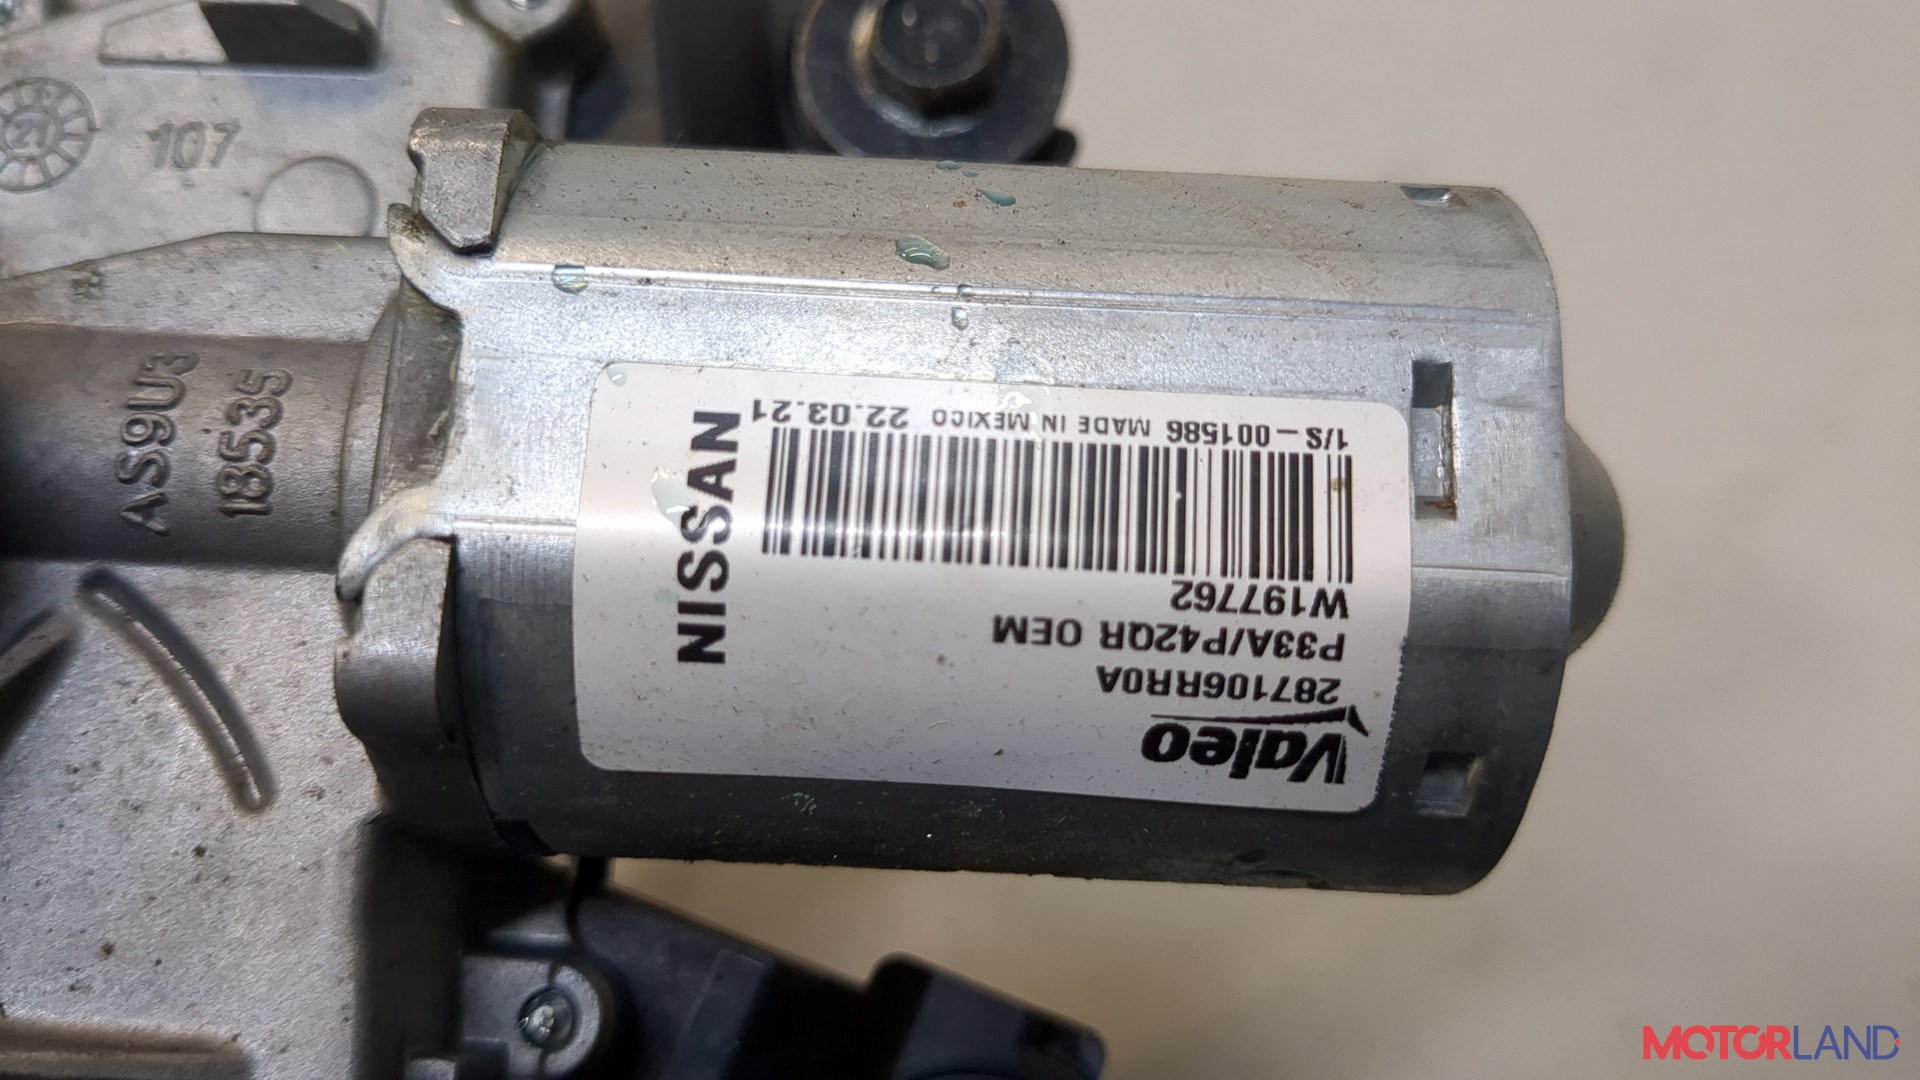 Valeo
287106RR0A
P33A/P42QR OEM
W197762
1/S-001586 MADE IN MEXICO 22.03.21
NISSAN
AS9U3
18535
107
21
MOTORLAND